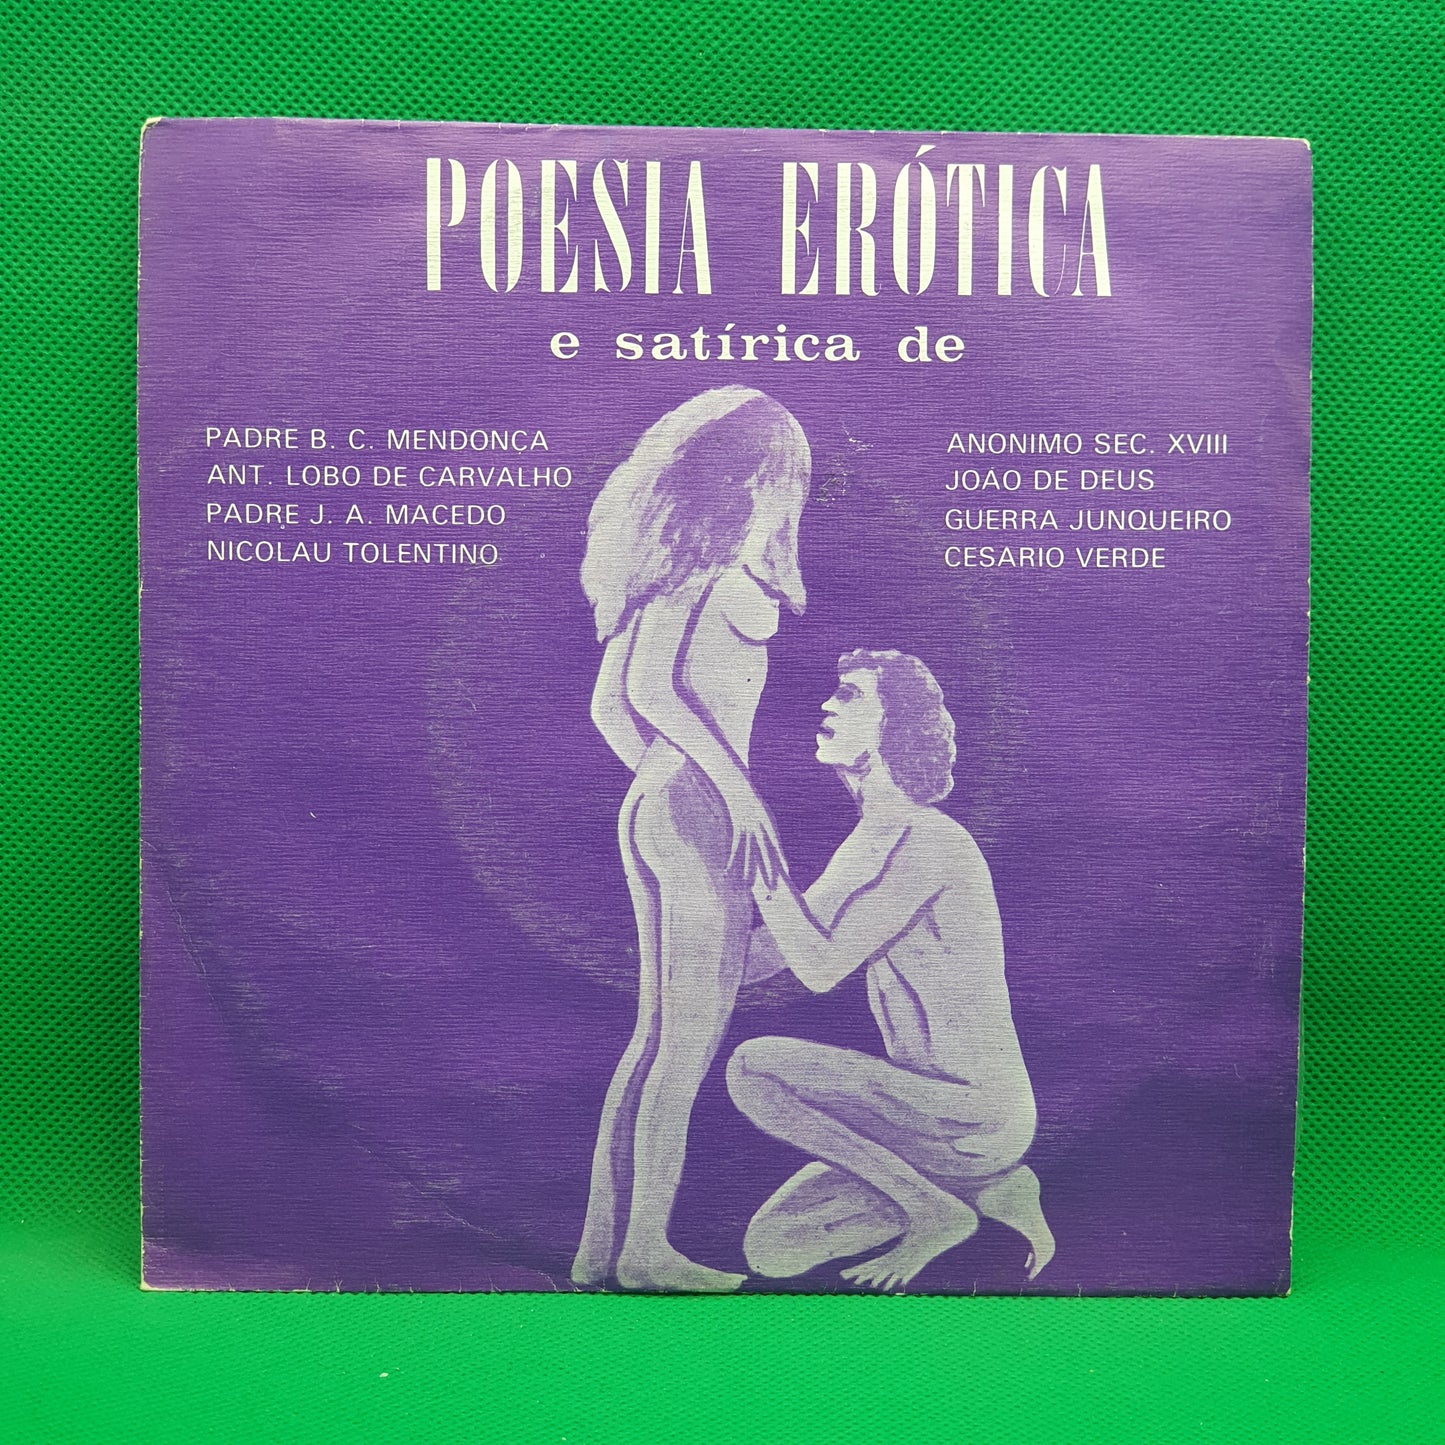 POESIA ERÓTICA
e satírica de
PADRE B. C. MENDONÇA
ANT. LOBO DE CARVALHO
PADRE J. A. MACEDO
NICOLAU TOLENTINO
ANONIMO SEC. XVIII
JOÃO DE DEUS
GUERRA JUNQUEIRO
CESARIO VERDE